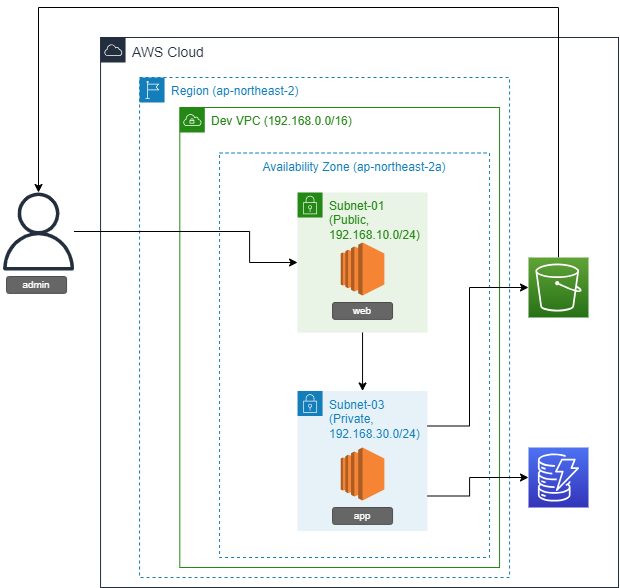 AWS Cloud
Region (ap-northeast-2)
Dev VPC (192.168.0.0/16)
Availability Zone (ap-northeast-2a)
Subnet-01
(Public,
192.168.10.0/24)
web
admin
Subnet-03
(Private,
192.168.30.0/24)
app